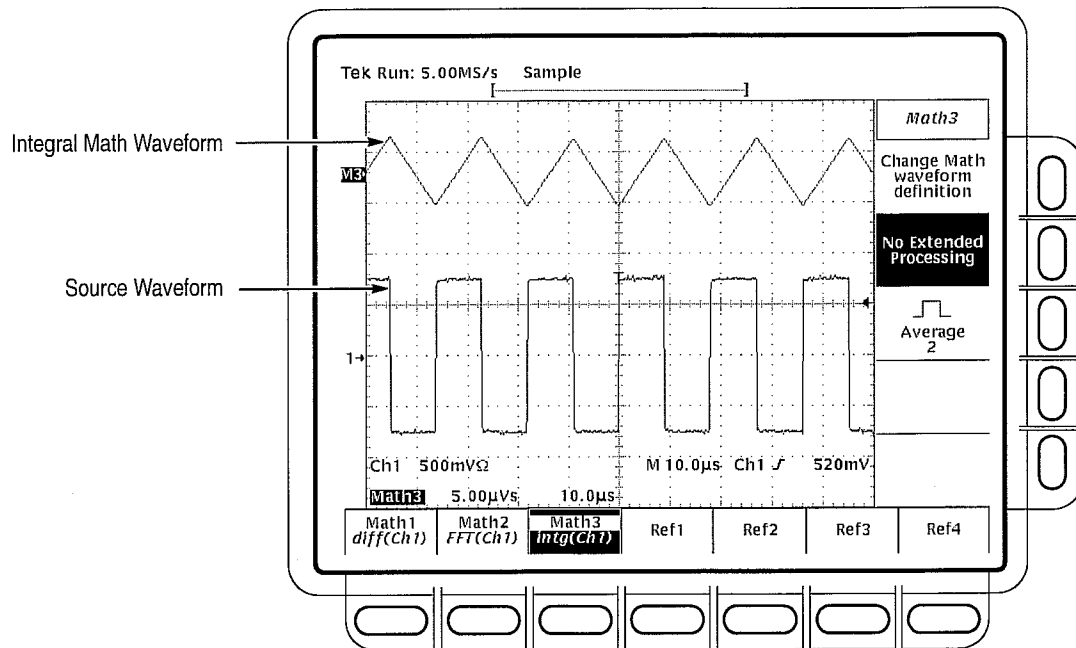 Tek Run: 5.00MS/s Sample
Integral Math Waveform
M3
Source Waveform
1
Ch1 500mVΩ M 10.0µs Ch1 520mV
Math3 5.00µVs 10.0µs
Math3
Change Math
waveform
definition
No Extended
Processing
Average
2
Math1
diff(Ch1)
Math2
FFT(Ch1)
Math3
intg(Ch1)
Ref1
Ref2
Ref3
Ref4